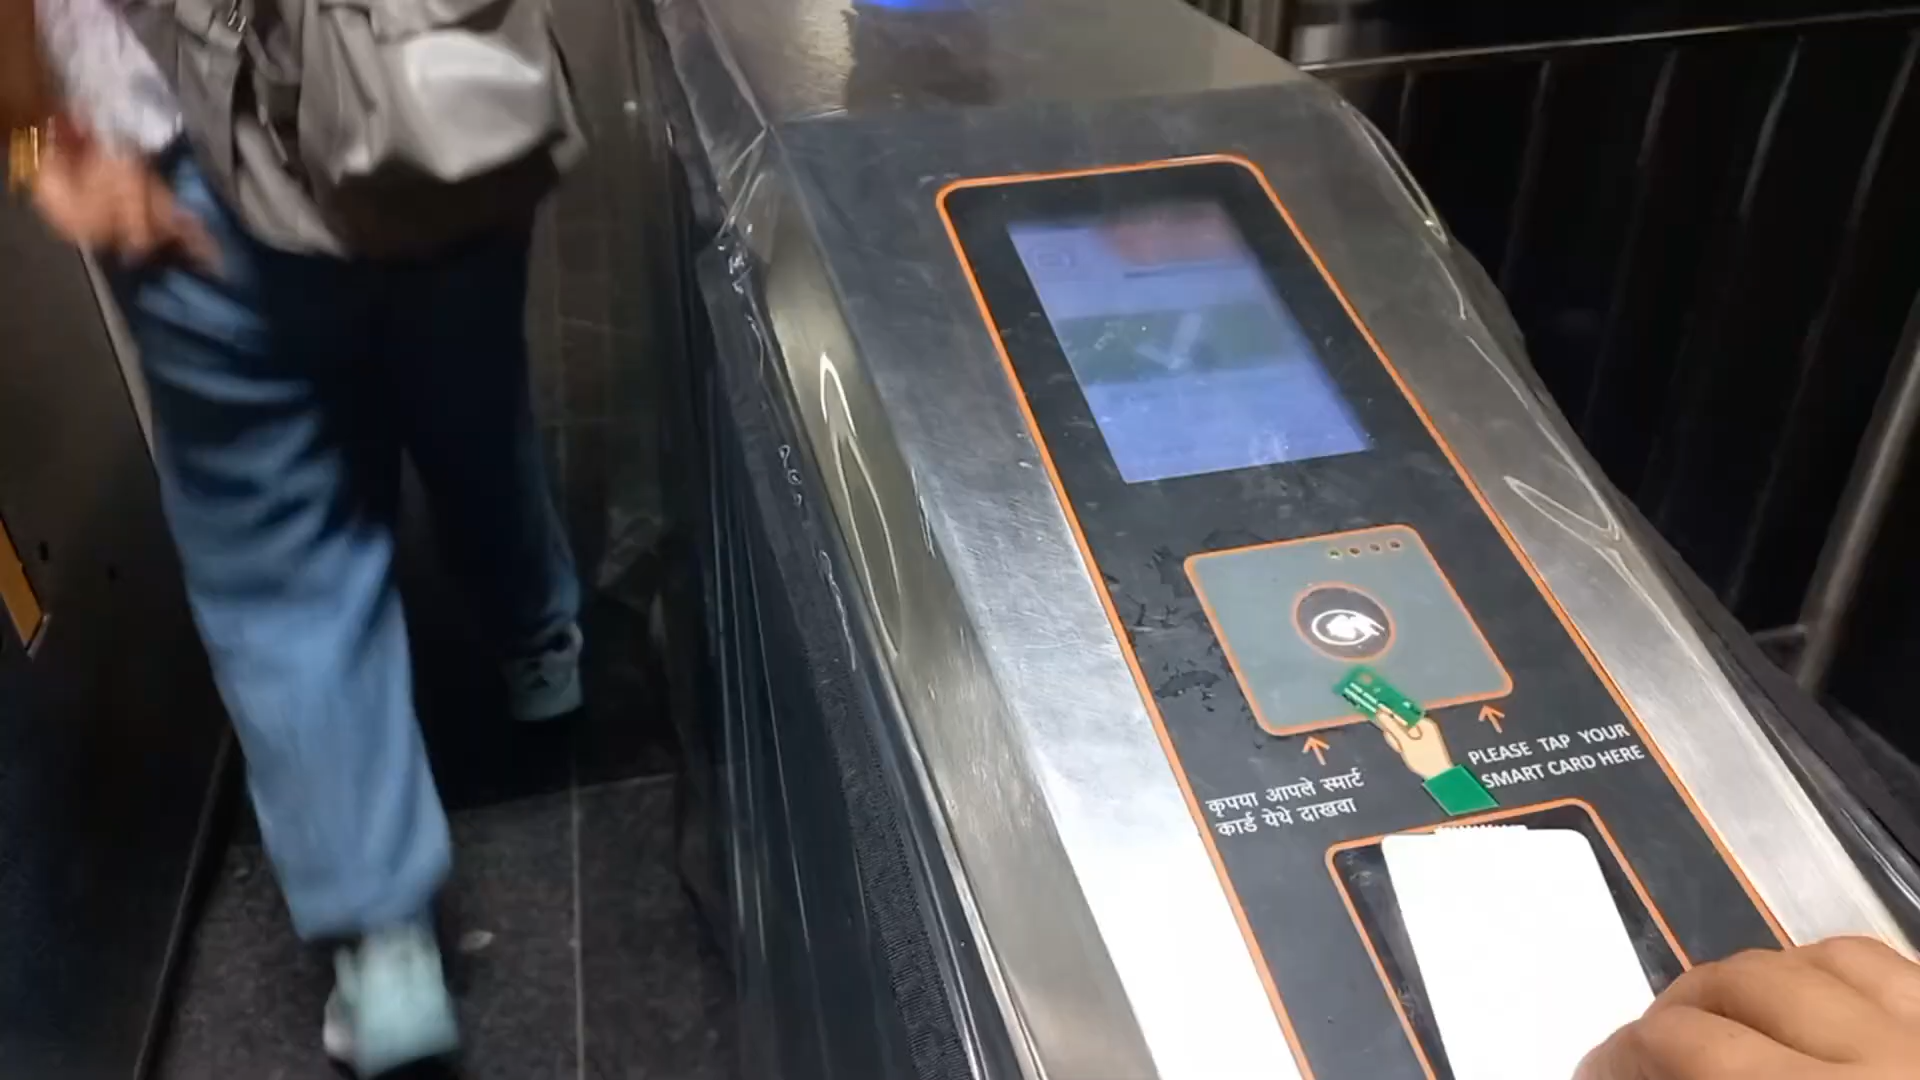 कृपया आपले स्मार्ट
कार्ड येथे दाखवा
PLEASE TAP YOUR
SMART CARD HERE